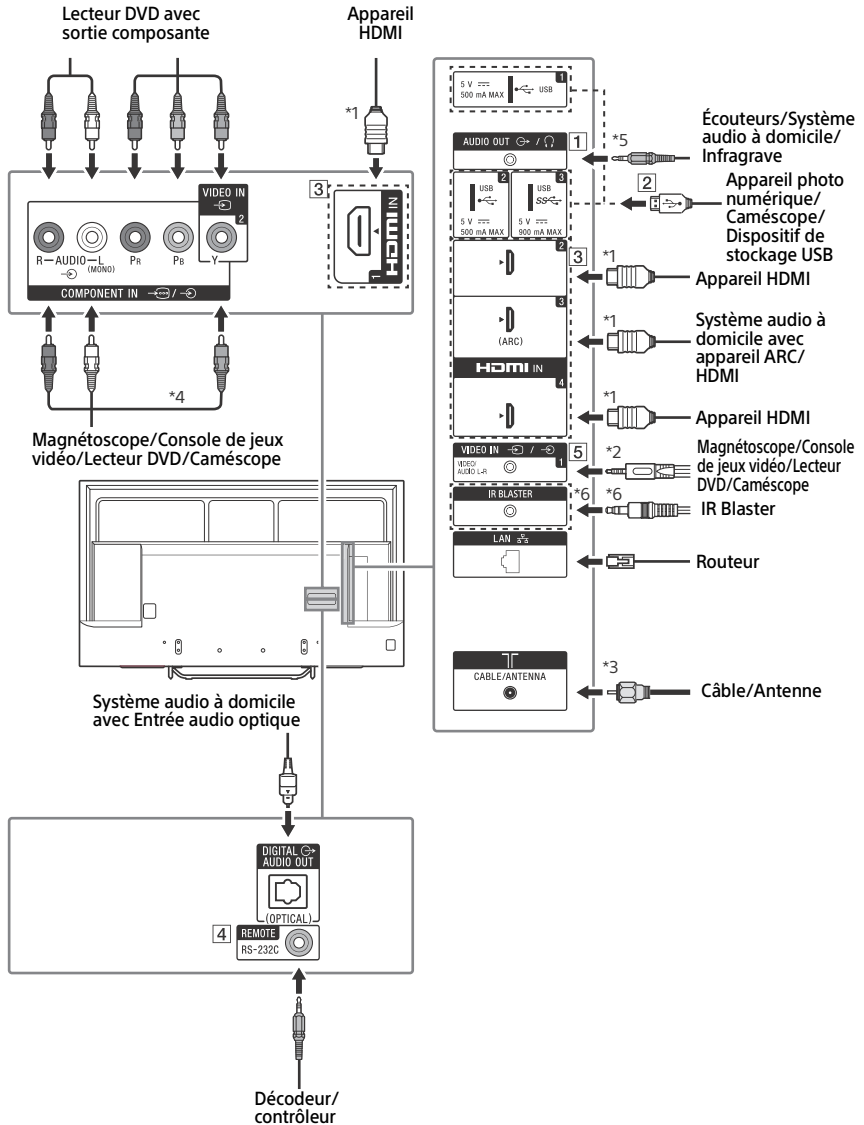 Lecteur DVD avec
sortie composante
Appareil
HDMI
*1
3
VIDEO IN
2
R—AUDIO—L
(MONO)
PR
PB
Y
COMPONENT IN
/
HDMI IN
1
*4
Magnétoscope/Console de jeux
vidéo/Lecteur DVD/Caméscope
1
5 V
500 mA MAX
USB
AUDIO OUT /
1
*5
Écouteurs/Système
audio à domicile/
Infragrave
2
USB
5 V
500 mA MAX
3
USB
SS
5 V
900 mA MAX
2
Appareil photo
numérique/
Caméscope/
Dispositif de
stockage USB
2
3
*1
Appareil HDMI
3
(ARC)
*1
Système audio à
domicile avec
appareil ARC/
HDMI
HDMI IN
4
*1
Appareil HDMI
VIDEO IN /
5
VIDEO/
AUDIO L-R
1
*2
Magnétoscope/Console
de jeux vidéo/Lecteur
DVD/Caméscope
IR BLASTER
*6
*6
IR Blaster
LAN
Routeur
CABLE/ANTENNA
*3
Câble/Antenne
Système audio à domicile
avec Entrée audio optique
DIGITAL
AUDIO OUT
(OPTICAL)
4
REMOTE
RS-232C
Décodeur/
contrôleur